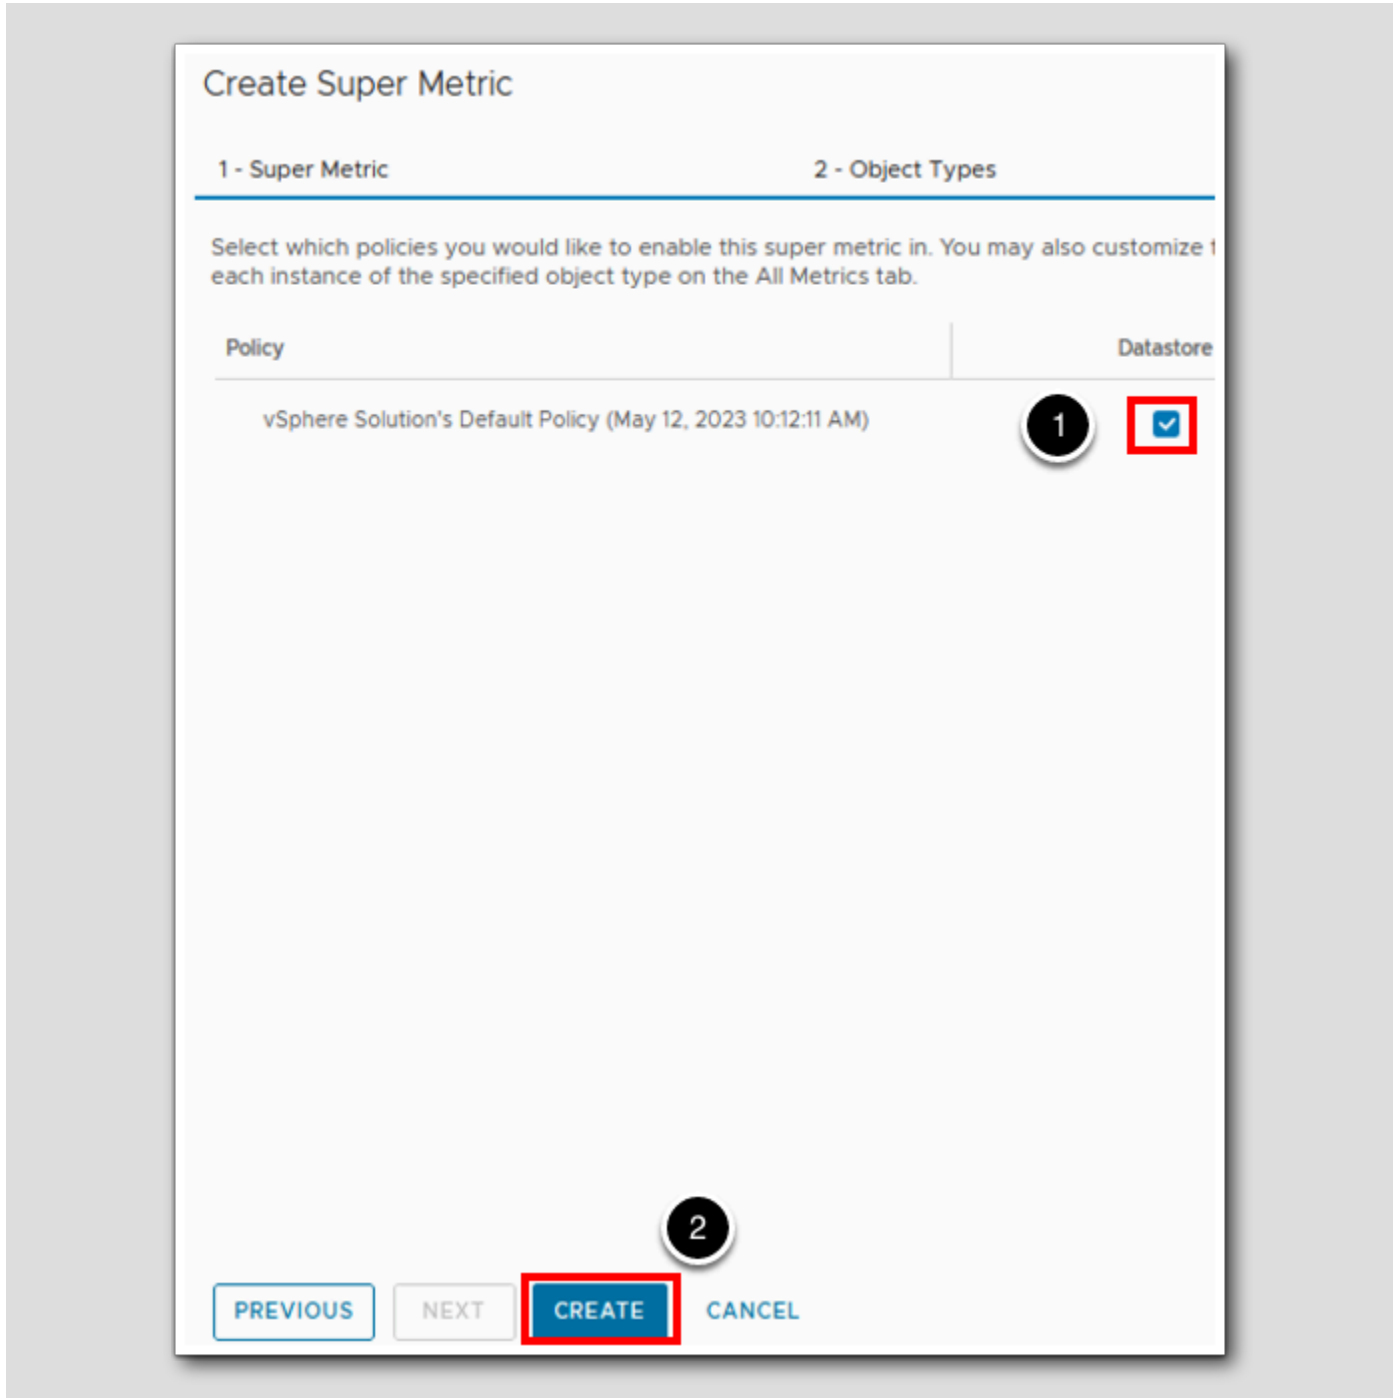 Create Super Metric
1 - Super Metric
2 - Object Types
Select which policies you would like to enable this super metric in. You may also customize
each instance of the specified object type on the All Metrics tab.
Policy
Datastore
vSphere Solution's Default Policy (May 12, 2023 10:12:11 AM)
1
2
PREVIOUS
NEXT
CREATE
CANCEL